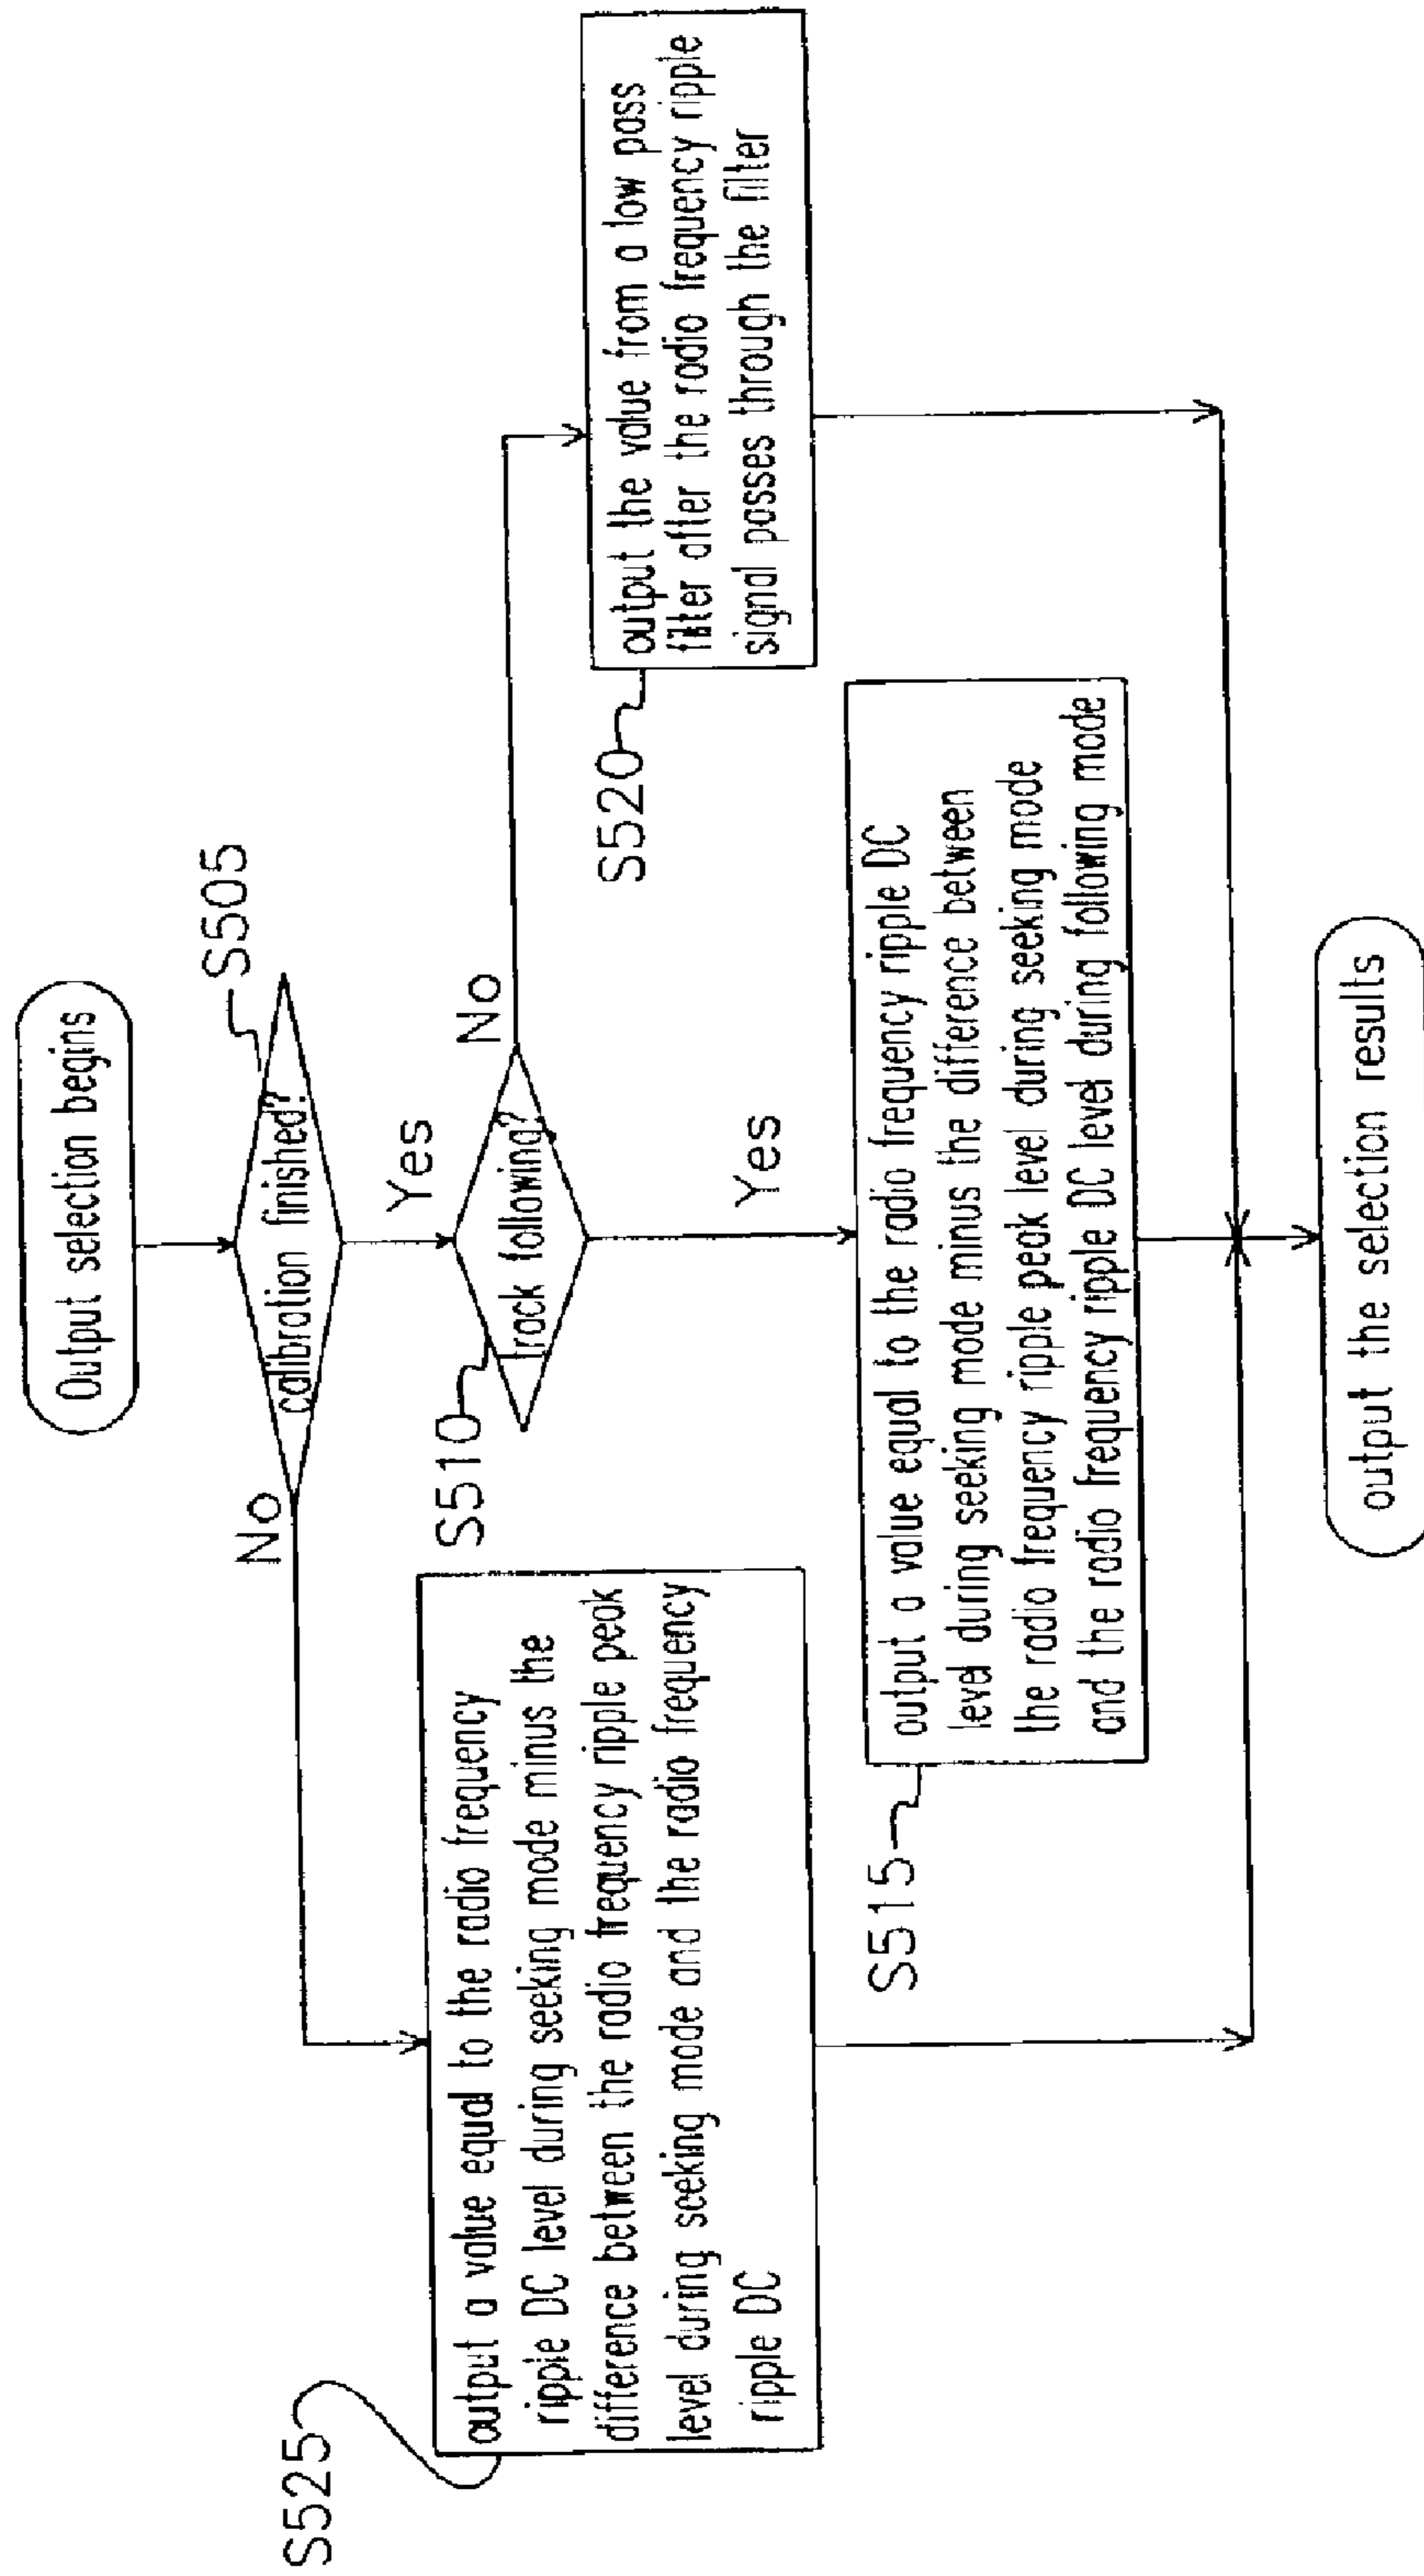 Output selection begins
S505
calibration finished?
No
Yes
S510
track following?
No
Yes
S525
output a value equal to the radio frequency
ripple DC level during seeking mode minus the
difference between the radio frequency ripple peak
level during seeking mode and the radio frequency
ripple DC
S520
output the value from a low pass
filter after the radio frequency ripple
signal passes through the filter
S515
output a value equal to the radio frequency ripple DC
level during seeking mode minus the difference between
the radio frequency ripple peak level during seeking mode
and the radio frequency ripple DC level during following mode
output the selection results